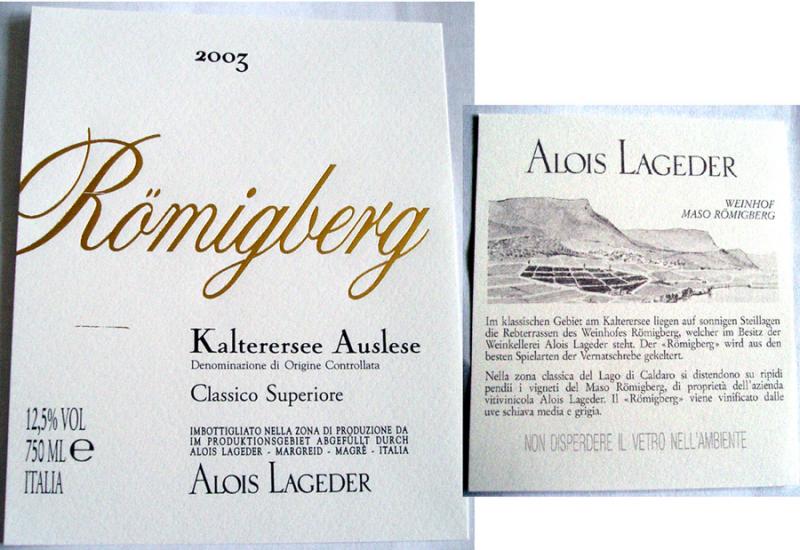 2003
Römigberg
Kalterersee Auslese
Denominazione di Origine Controllata
Classico Superiore
12,5% VOL
750 ML e
ITALIA
IMBOTTIGLIATO NELLA ZONA DI PRODUZIONE DA
IM PRODUKTIONSGEBIET ABGEFÜLLT DURCH
ALOIS LAGEDER - MARGREID - MAGRÈ - ITALIA
ALOIS LAGEDER
ALOIS LAGEDER
WEINHOF
MASO RÖMIGBERG
Im klassischen Gebiet am Kalterersee liegen auf sonnigen Steillagen
die Rebterrassen des Weinhofes Römigberg, welcher im Besitz der
Weinkellerei Alois Lageder steht. Der «Römigberg» wird aus den
besten Spielarten der Vernatschrebe gekeltert.
Nella zona classica del Lago di Caldaro si distendono su ripidi
pendii i vigneti del Maso Römigberg, di proprietà dell'azienda
vitivinicola Alois Lageder. Il «Römigberg» viene vinificato dalle
uve schiava media e grigia.
NON DISPERDERE IL VETRO NELL'AMBIENTE